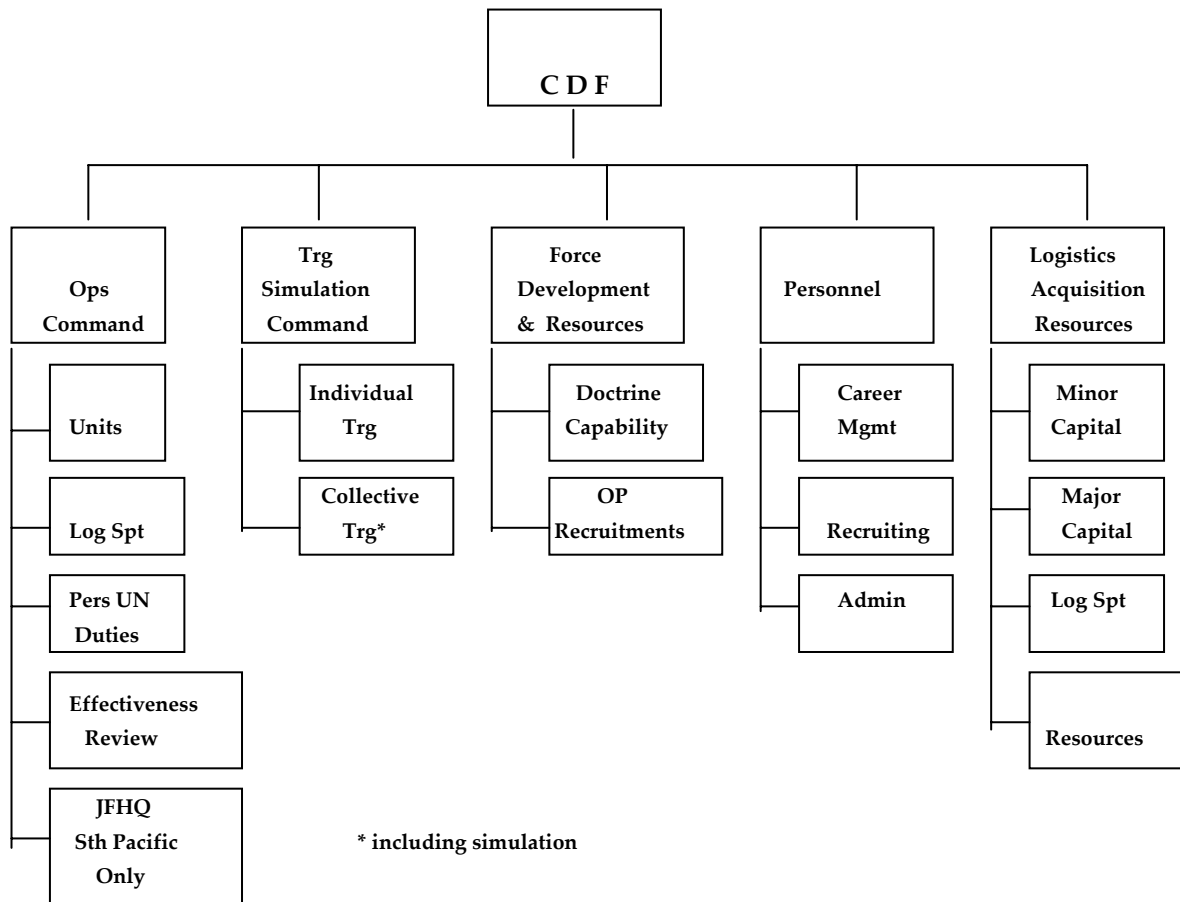 C D F
Ops
Command
Trg
Simulation
Command
Force
Development
& Resources
Personnel
Logistics
Acquisition
Resources
Units
Log Spt
Pers UN
Duties
Effectiveness
Review
JFHQ
Sth Pacific
Only
Individual
Trg
Collective
Trg*
Doctrine
Capability
OP
Recruitments
Career
Mgmt
Recruiting
Admin
Minor
Capital
Major
Capital
Log Spt
Resources
* including simulation